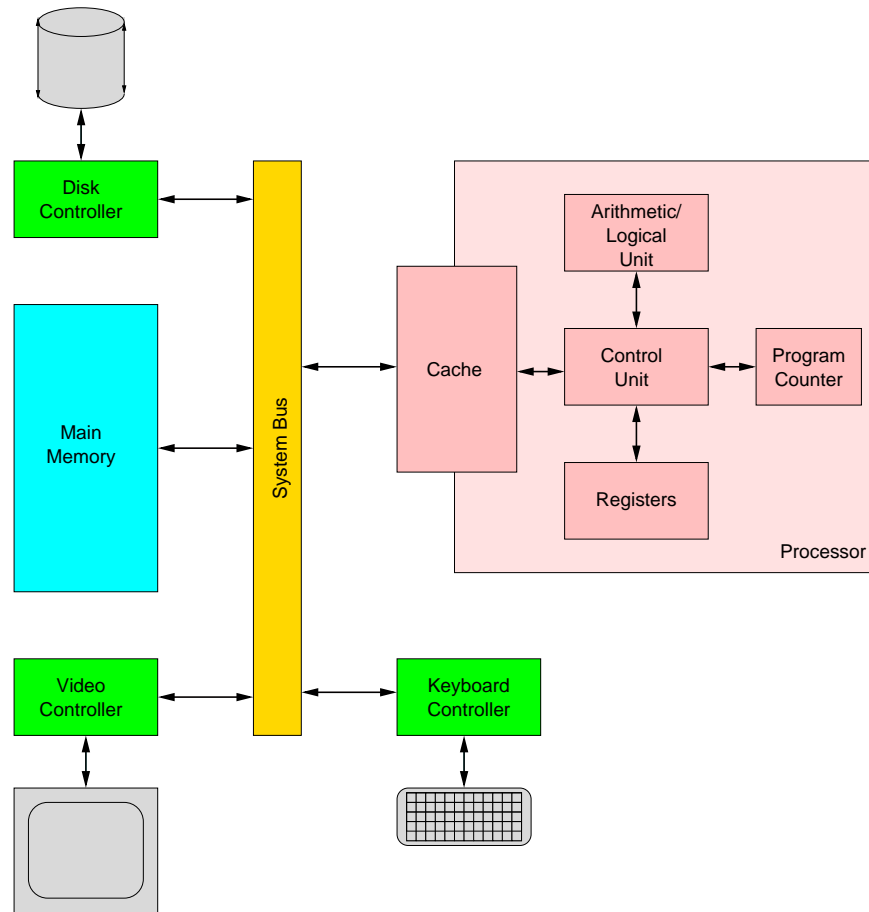 Disk
Controller
Arithmetic/
Logical
Unit
Cache
Control
Unit
Program
Counter
Main
Memory
System Bus
Registers
Processor
Video
Controller
Keyboard
Controller